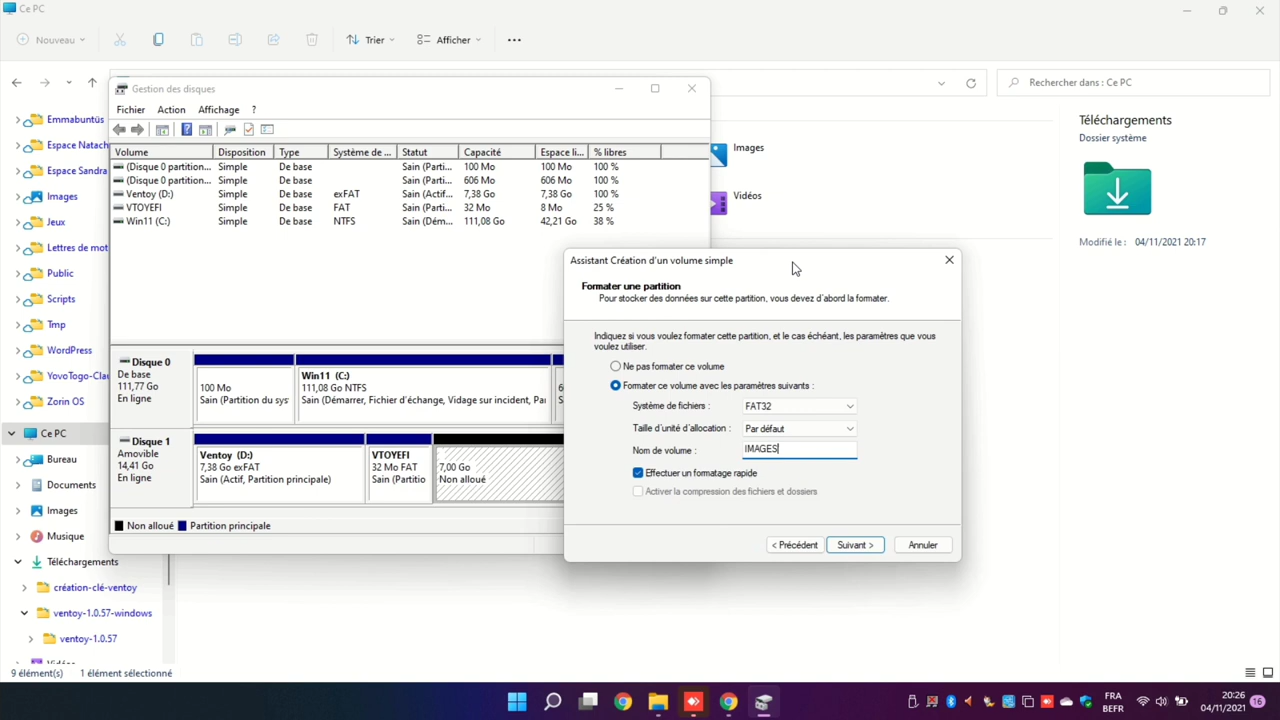 Ce PC
Nouveau
Trier
Afficher
Rechercher dans : Ce PC
Emmabuntüs
Espace Natach
Espace Sandra
Images
Jeux
Lettres de mot
Public
Scripts
Tmp
WordPress
YovoTogo-Clau
Zorin OS
Ce PC
Bureau
Documents
Images
Musique
Téléchargements
création-clé-ventoy
ventoy-1.0.57-windows
ventoy-1.0.57
Vidéos
9 élément(s) 1 élément sélectionné
Gestion des disques
Fichier Action Affichage ?
Volume Disposition Type Système de ... Statut Capacité Espace li... % libres
(Disque 0 partition... Simple De base Sain (Parti... 100 Mo 100 Mo 100 %
(Disque 0 partition... Simple De base Sain (Parti... 606 Mo 606 Mo 100 %
Ventoy (D:) Simple De base exFAT Sain (Actif... 7,38 Go 7,38 Go 100 %
VTOYEFI Simple De base FAT Sain (Parti... 32 Mo 8 Mo 25 %
Win11 (C:) Simple De base NTFS Sain (Dém... 111,08 Go 42,21 Go 38 %
Disque 0
De base
111,77 Go
En ligne
100 Mo
Sain (Partition du sys
Win11 (C:)
111,08 Go NTFS
Sain (Démarrer, Fichier d'échange, Vidage sur incident, Par
6
S
Disque 1
Amovible
14,41 Go
En ligne
Ventoy (D:)
7,38 Go exFAT
Sain (Actif, Partition principale)
VTOYEFI
32 Mo FAT
Sain (Partitio
7,00 Go
Non alloué
Non alloué Partition principale
Images
Vidéos
Téléchargements
Dossier système
Modifié le : 04/11/2021 20:17
Assistant Création d'un volume simple
Formater une partition
Pour stocker des données sur cette partition, vous devez d'abord la formater.
Indiquez si vous voulez formater cette partition, et le cas échéant, les paramètres que vous
voulez utiliser.
Ne pas formater ce volume
Formater ce volume avec les paramètres suivants :
Système de fichiers : FAT32
Taille d'unité d'allocation : Par défaut
Nom de volume : IMAGES
Effectuer un formatage rapide
Activer la compression des fichiers et dossiers
< Précédent Suivant > Annuler
FRA
BEFR
20:26
04/11/2021
16